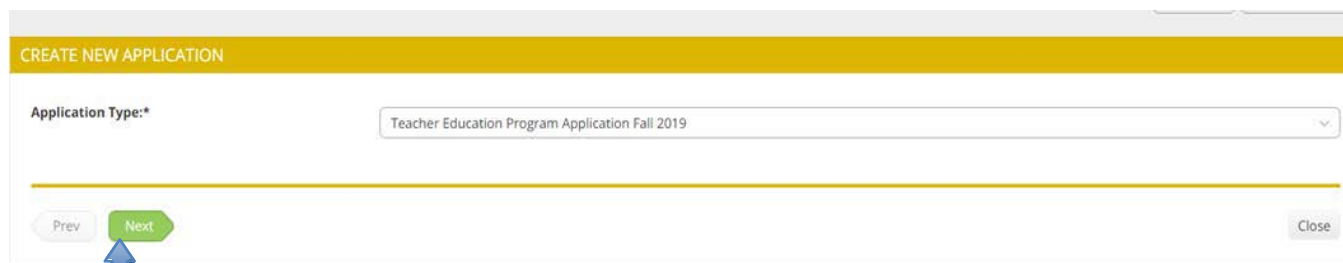 CREATE NEW APPLICATION
Application Type:* Teacher Education Program Application Fall 2019
Prev Next Close